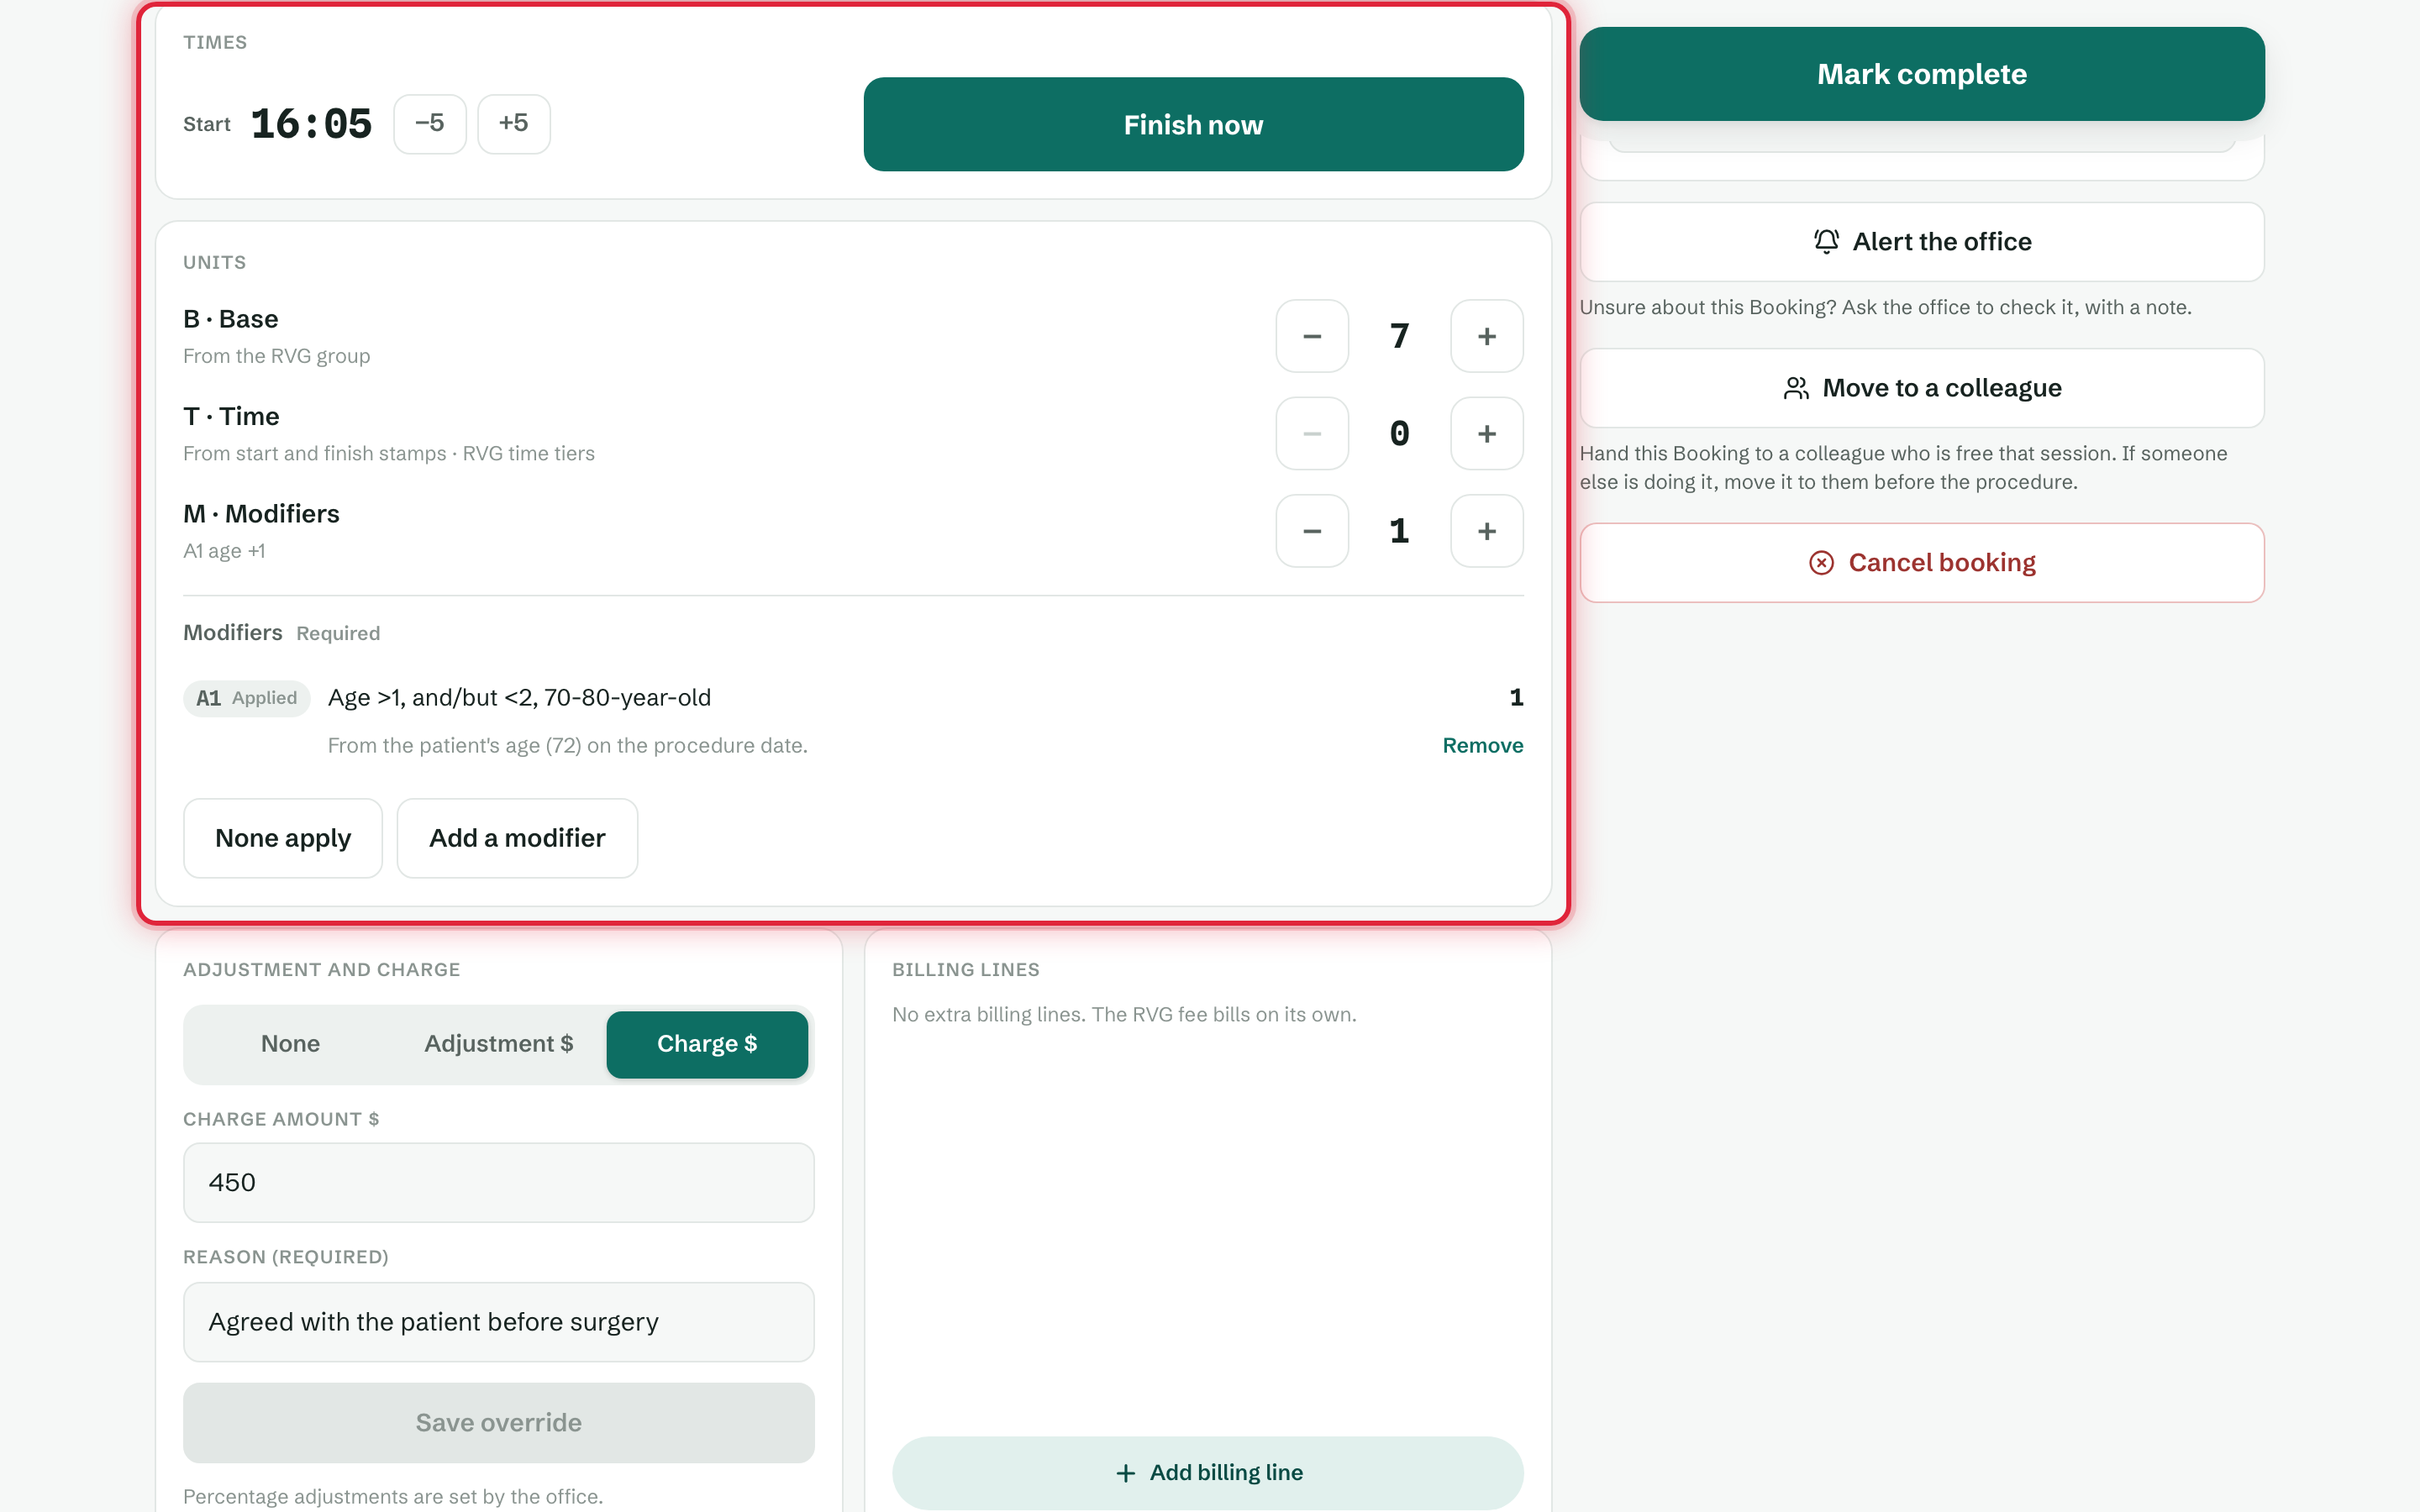 TIMES
Start 16:05 −5 +5
Finish now
UNITS
B · Base
From the RVG group
− 7 +
T · Time
From start and finish stamps · RVG time tiers
− 0 +
M · Modifiers
A1 age +1
− 1 +
Modifiers Required
A1 Applied Age >1, and/but <2, 70-80-year-old 1
From the patient's age (72) on the procedure date. Remove
None apply Add a modifier
ADJUSTMENT AND CHARGE
None Adjustment $ Charge $
CHARGE AMOUNT $
450
REASON (REQUIRED)
Agreed with the patient before surgery
Save override
Percentage adjustments are set by the office.
BILLING LINES
No extra billing lines. The RVG fee bills on its own.
+ Add billing line
Mark complete
Alert the office
Unsure about this Booking? Ask the office to check it, with a note.
Move to a colleague
Hand this Booking to a colleague who is free that session. If someone
else is doing it, move it to them before the procedure.
Cancel booking